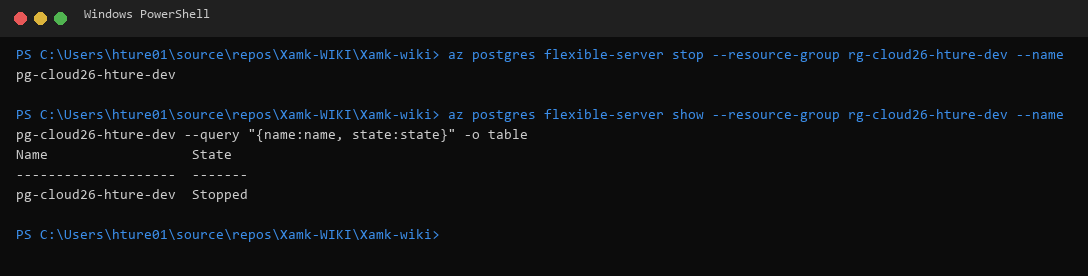 Windows PowerShell
PS C:\Users\hture01\source\repos\Xamk-WIKI\Xamk-wiki> az postgres flexible-server stop --resource-group rg-cloud26-hture-dev --name
pg-cloud26-hture-dev
PS C:\Users\hture01\source\repos\Xamk-WIKI\Xamk-wiki> az postgres flexible-server show --resource-group rg-cloud26-hture-dev --name
pg-cloud26-hture-dev --query "{name:name, state:state}" -o table
Name                  State
--------------------  -------
pg-cloud26-hture-dev  Stopped
PS C:\Users\hture01\source\repos\Xamk-WIKI\Xamk-wiki>